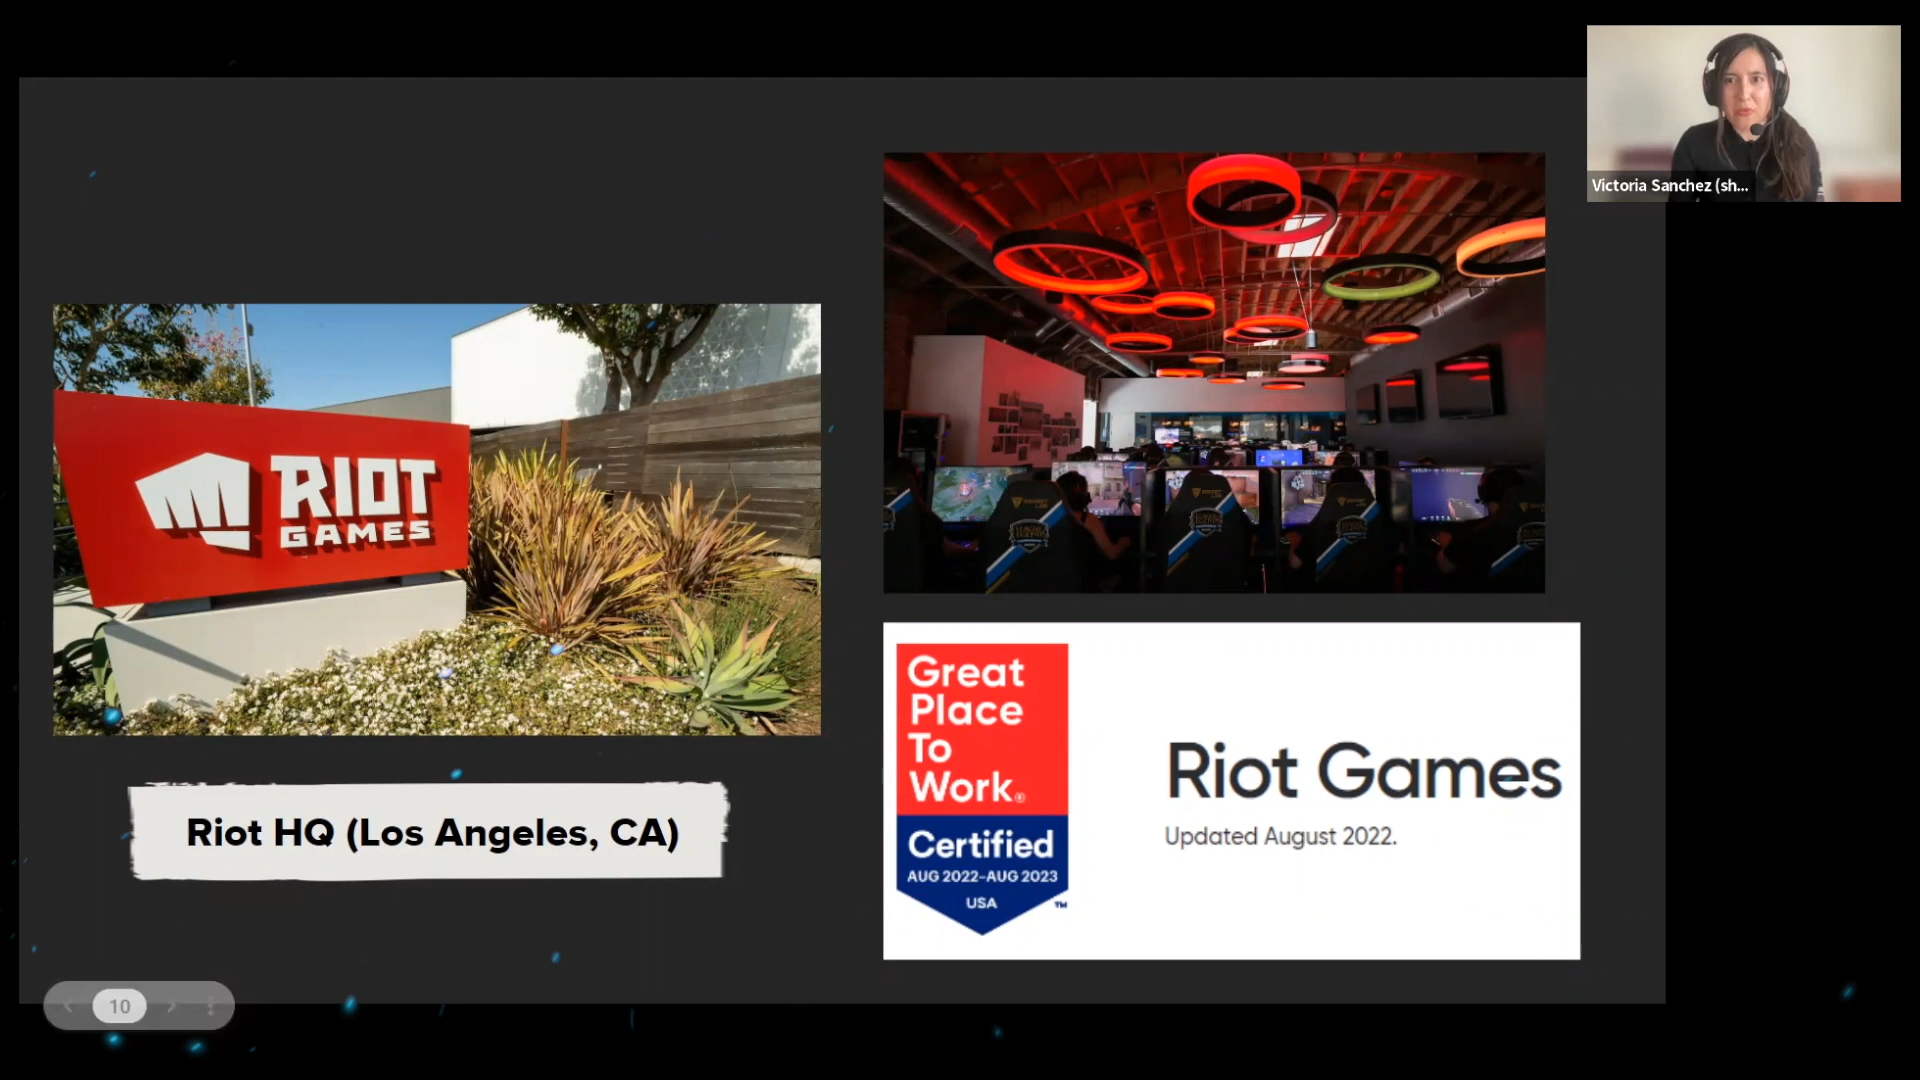 Victoria Sanchez (sh...
RIOT
GAMES
Riot HQ (Los Angeles, CA)
Great
Place
To
Work®
Certified
AUG 2022-AUG 2023
USA
™
Riot Games
Updated August 2022.
10